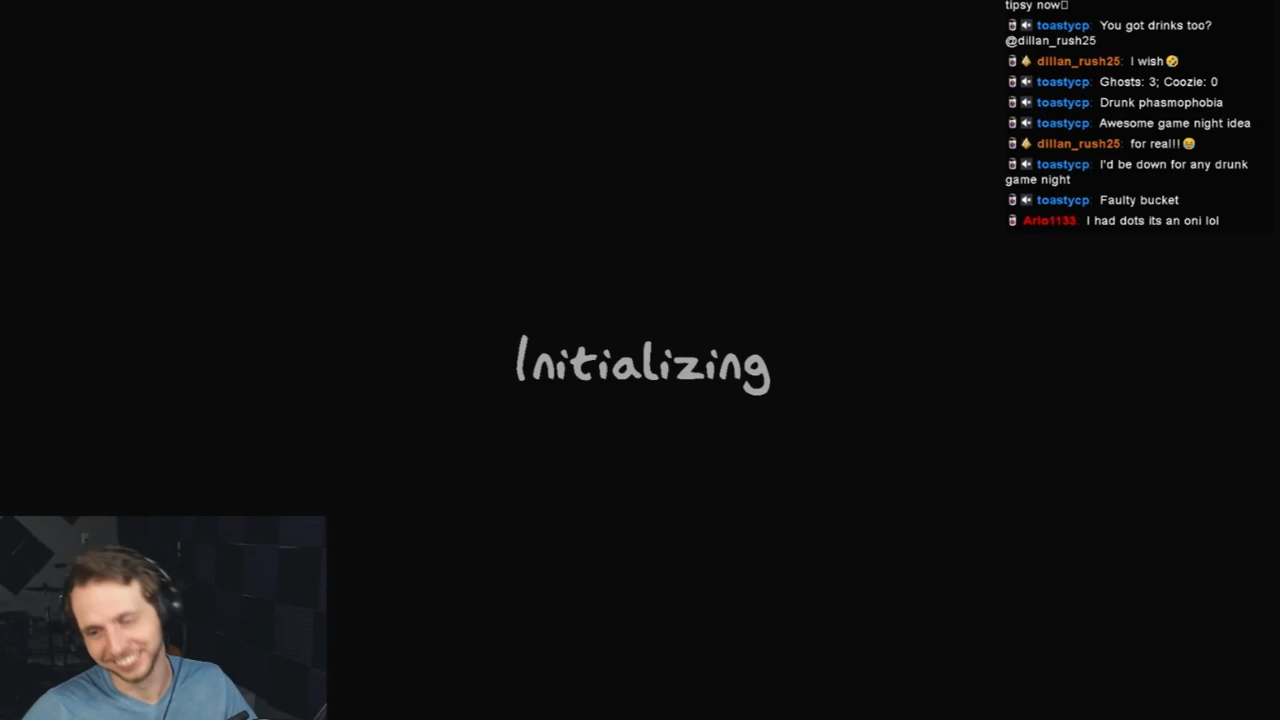 tipsy now
toastycp: You got drinks too?
@dillan_rush25
dillan_rush25: I wish🤣
toastycp: Ghosts: 3; Coozie: 0
toastycp: Drunk phasmophobia
toastycp: Awesome game night idea
dillan_rush25: for real!!😂
toastycp: I'd be down for any drunk
game night
toastycp: Faulty bucket
Arlo1133: I had dots its an oni lol
Initializing